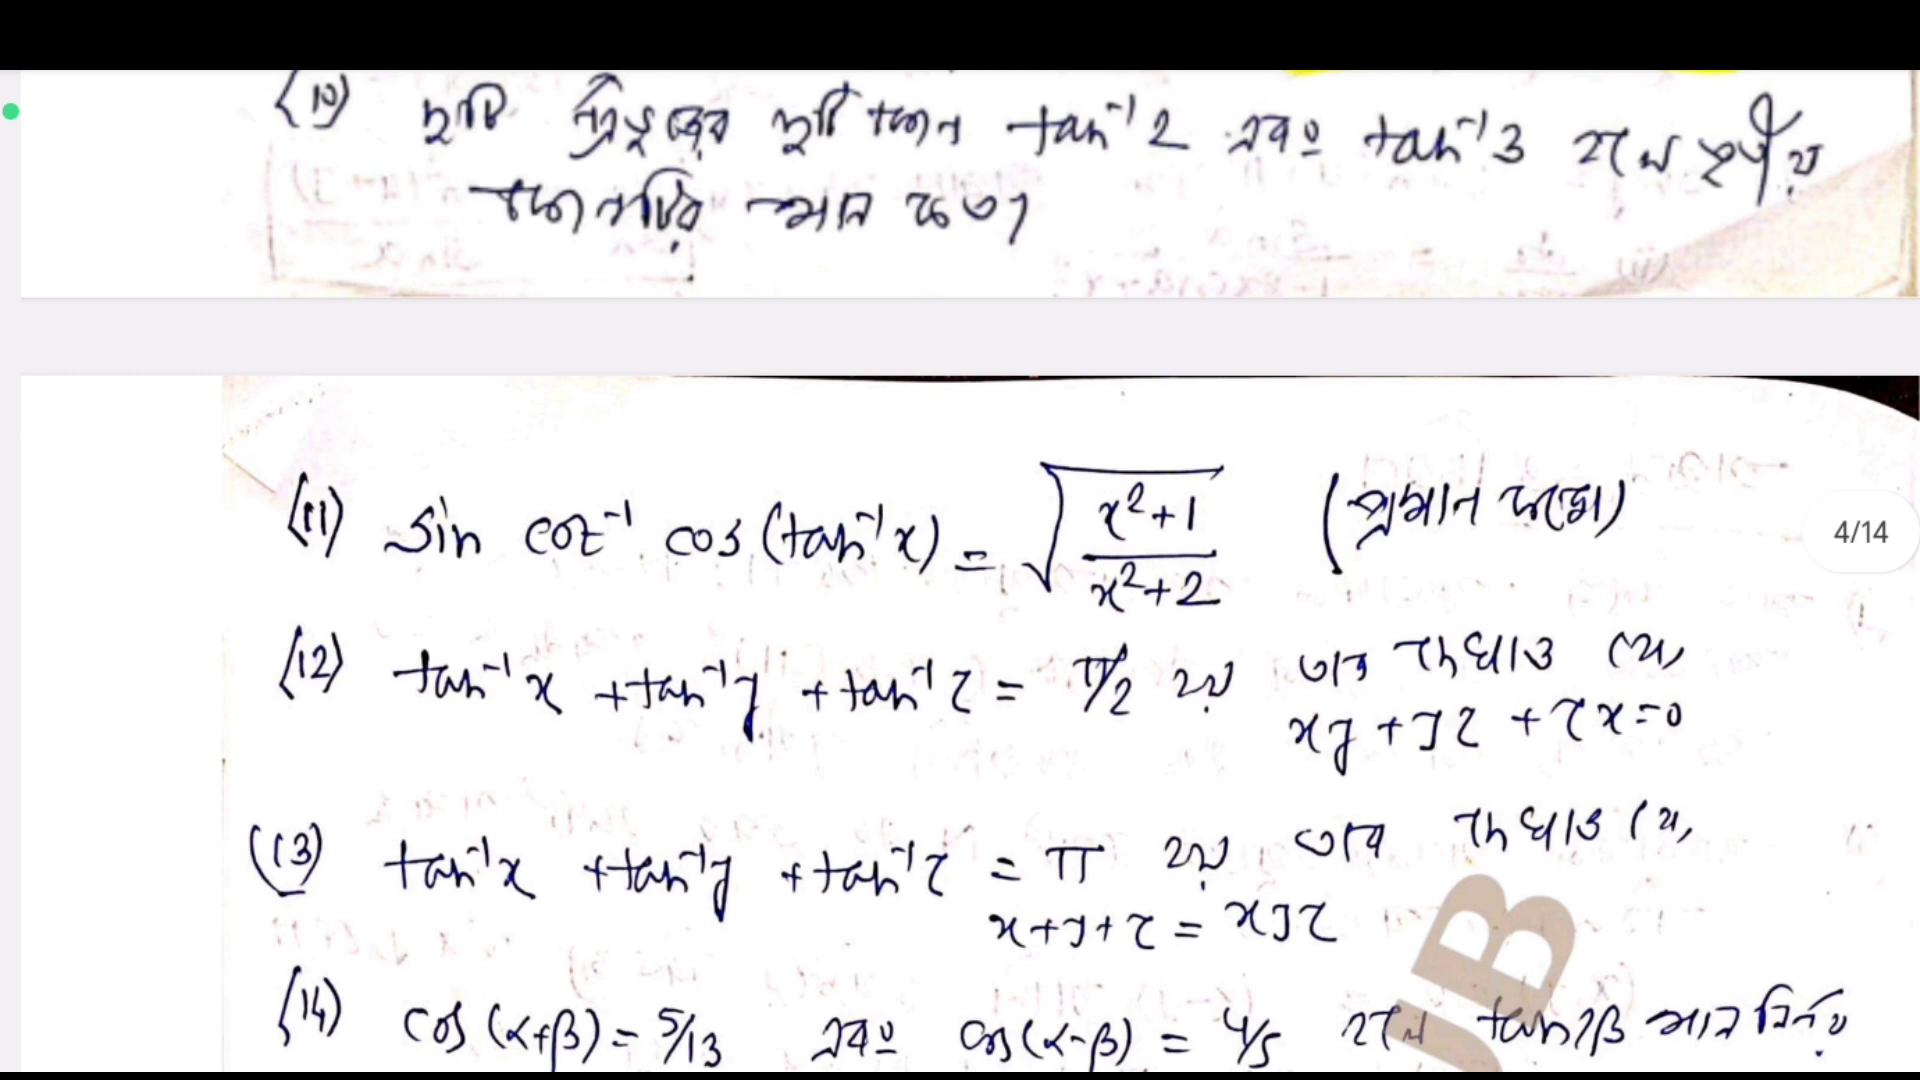 (10) দুটি ত্রিভুজের দুটি কোন tan⁻¹2 এবং tan⁻¹3 হলে তৃতীয়
কোনটির মান কত?
(11) Sin cot⁻¹ cos (tan⁻¹x) = √((x²+1)/(x²+2)) (প্রমান করো)
4/14
(12) tan⁻¹x + tan⁻¹y + tan⁻¹z = π/2 হয় তবে দেখাও যে,
xy + yz + zx = 0
(13) tan⁻¹x + tan⁻¹y + tan⁻¹z = π হয় তবে দেখাও যে,
x+y+z = xyz
(14) cos (α+β) = 5/13 এবং cos(α-β) = 4/5 হলে tan2β মান নির্ণয়
JB